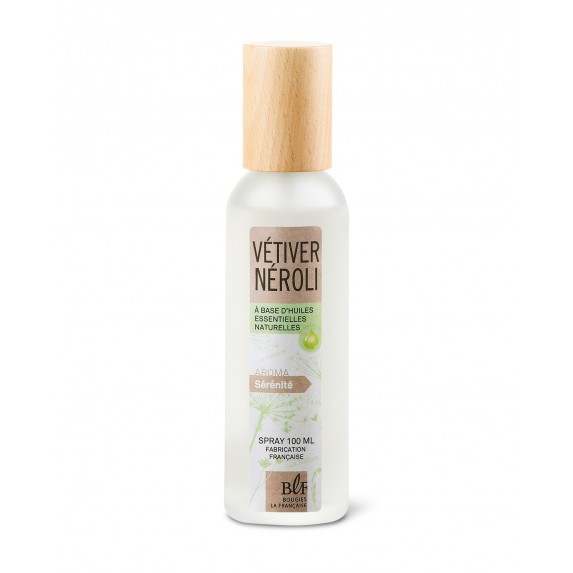 VÉTIVER
NÉROLI
À BASE D'HUILES
ESSENTIELLES
NATURELLES
AROMA
Sérénité
SPRAY 100 ML
FABRICATION
FRANÇAISE
BLF
BOUGIES
LA FRANÇAISE